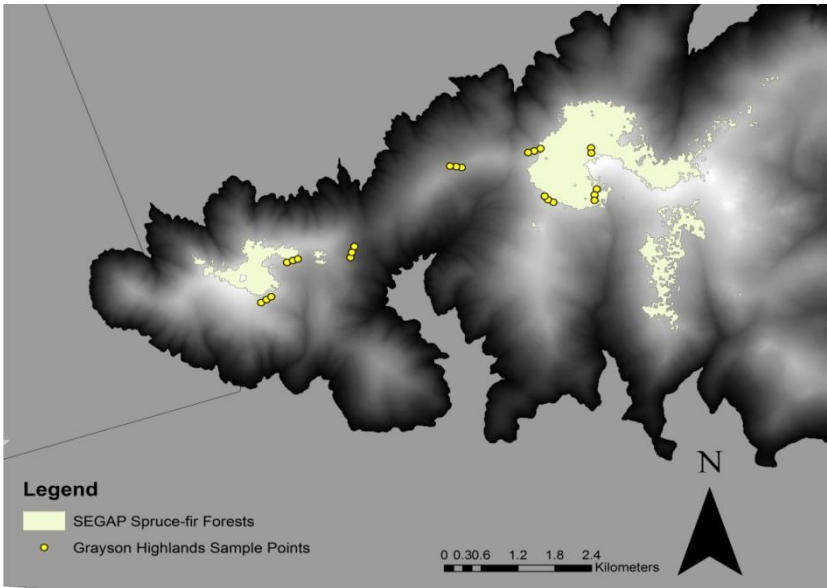 N
Legend
SEGAP Spruce-fir Forests
Grayson Highlands Sample Points
0 0.30.6 1.2 1.8 2.4
Kilometers